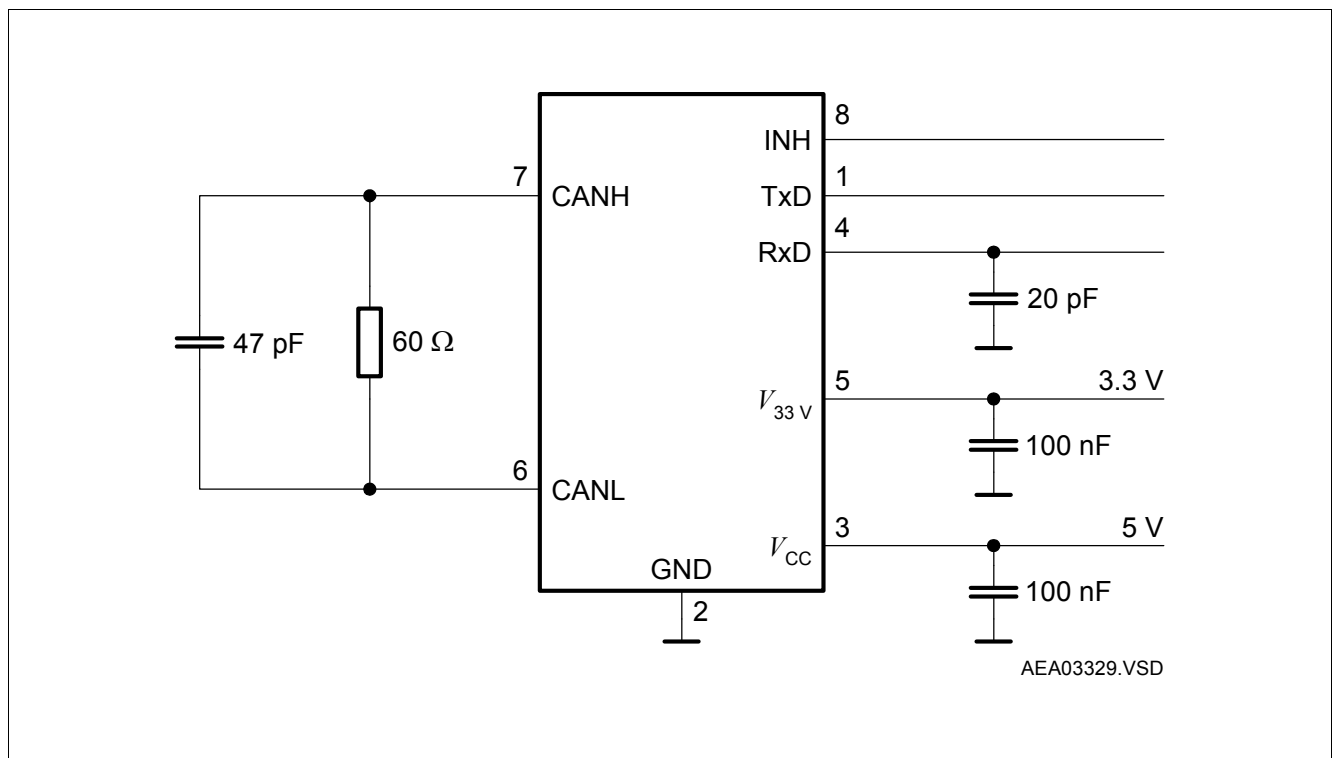 8
INH
7
1
CANH
TxD
4
RxD
20 pF
47 pF
60 Ω
5
3.3 V
V33 V
100 nF
6
CANL
3
5 V
VCC
GND
100 nF
2
AEA03329.VSD